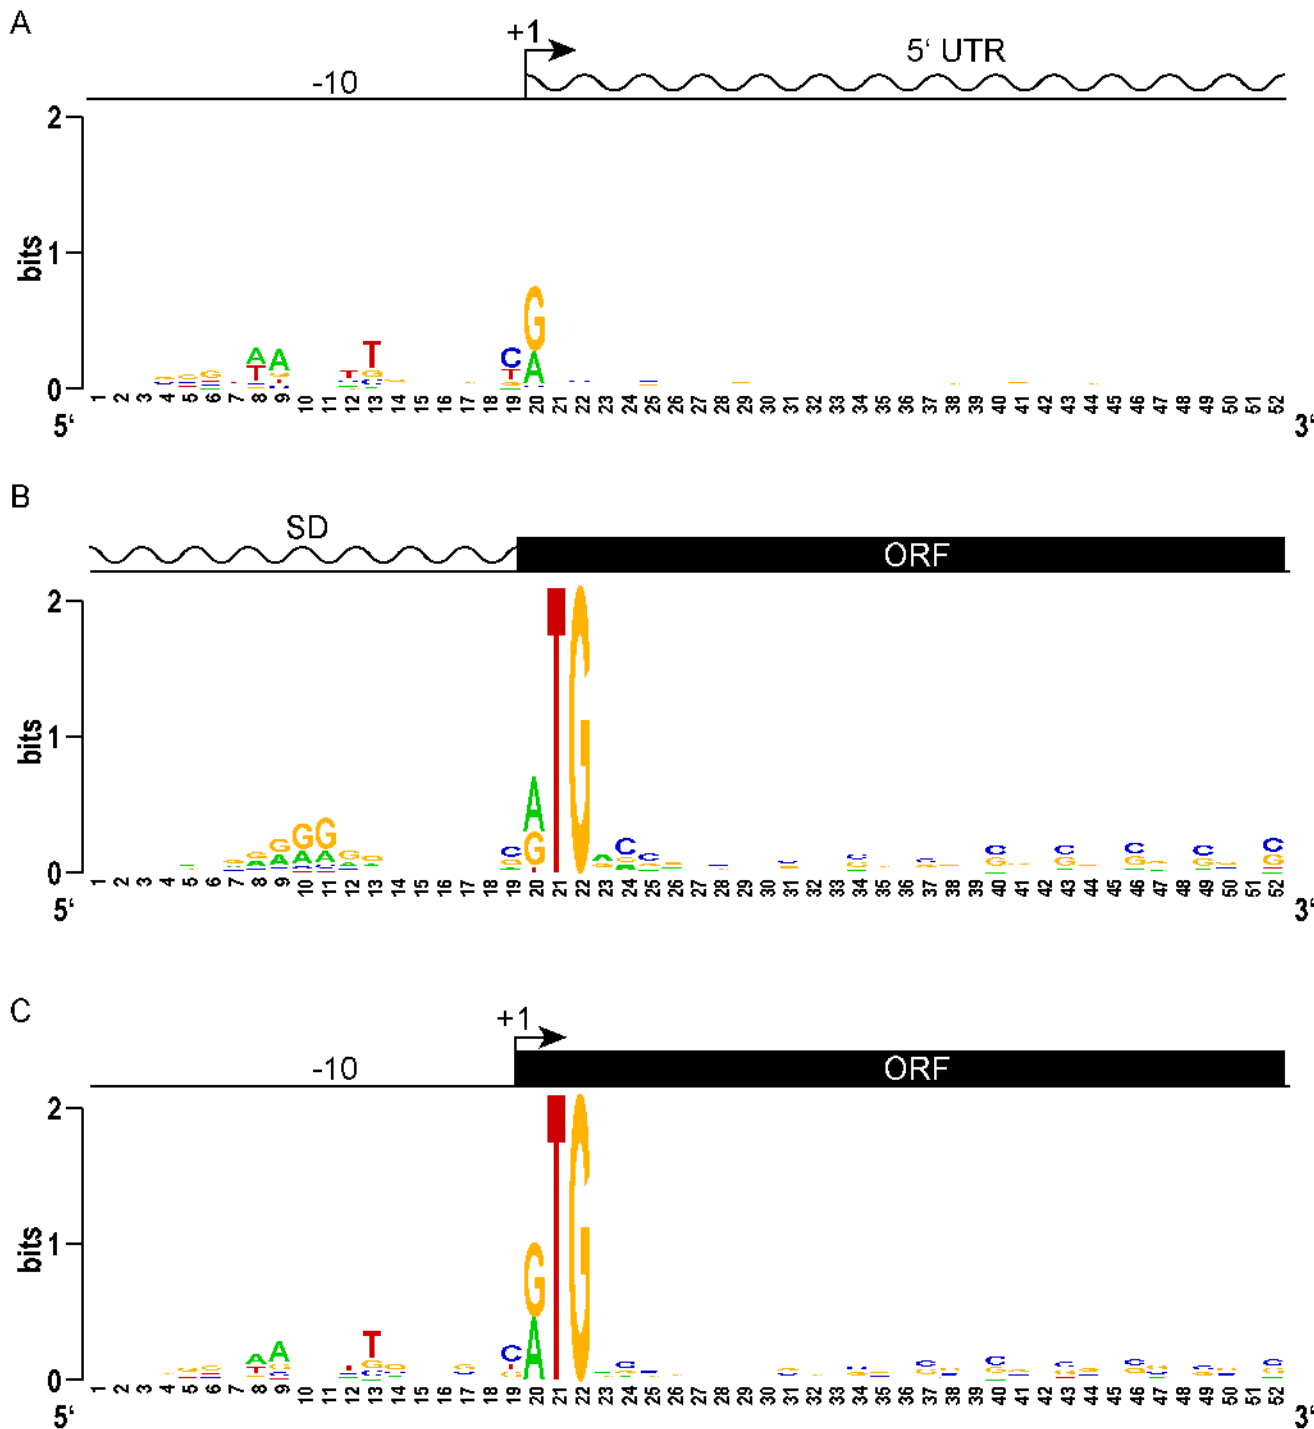 A
+1
-10
5‘ UTR
2
1
0
bits
G
A
A A T C
T T T
1 2 3 4 5 6 7 8 9 10 11 12 13 14 15 16 17 18 19 20 21 22 23 24 25 26 27 28 29 30 31 32 33 34 35 36 37 38 39 40 41 42 43 44 45 46 47 48 49 50 51 52
5‘ 3‘
B
SD
ORF
2
1
0
bits
A T G
G G G G C G A C C C C C C C
A A A A
1 2 3 4 5 6 7 8 9 10 11 12 13 14 15 16 17 18 19 20 21 22 23 24 25 26 27 28 29 30 31 32 33 34 35 36 37 38 39 40 41 42 43 44 45 46 47 48 49 50 51 52
5‘ 3‘
C
+1
-10
ORF
2
1
0
bits
G T G
A A T C A C C C C
1 2 3 4 5 6 7 8 9 10 11 12 13 14 15 16 17 18 19 20 21 22 23 24 25 26 27 28 29 30 31 32 33 34 35 36 37 38 39 40 41 42 43 44 45 46 47 48 49 50 51 52
5‘ 3‘